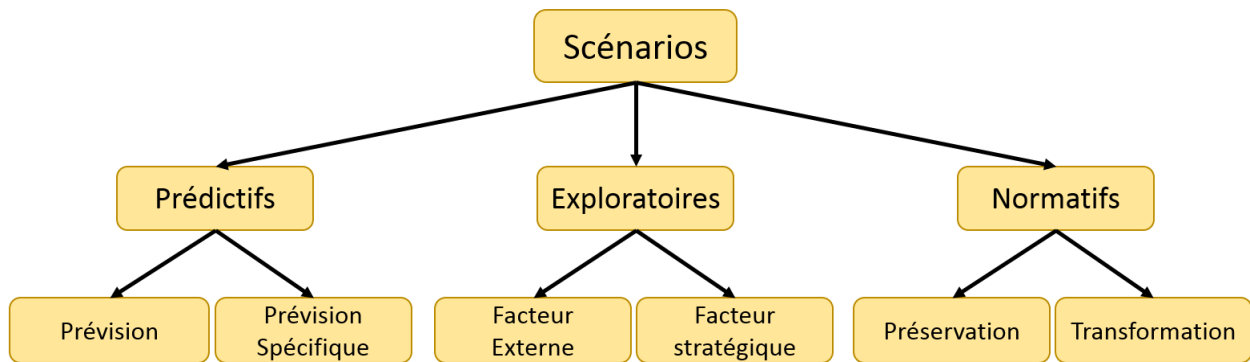 Scénarios
Prédictifs
Exploratoires
Normatifs
Prévision
Prévision
Spécifique
Facteur
Externe
Facteur
stratégique
Préservation
Transformation